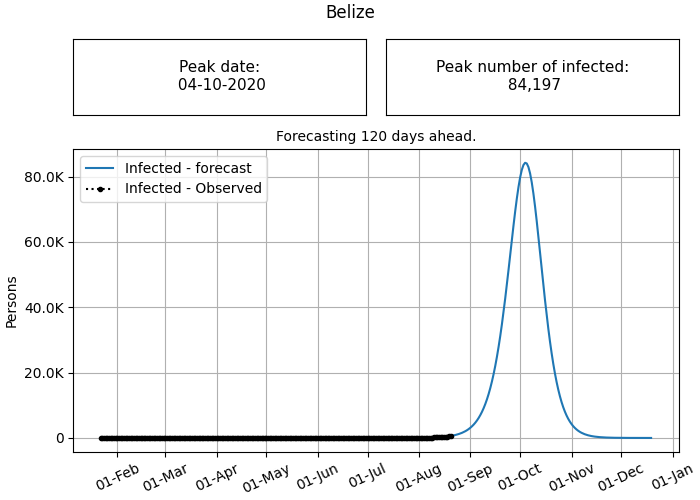 Belize
Peak date:
04-10-2020
Peak number of infected:
84,197
Forecasting 120 days ahead.
Infected - forecast
Infected - Observed
80.0K
60.0K
40.0K
20.0K
0
Persons
01-Feb
01-Mar
01-Apr
01-May
01-Jun
01-Jul
01-Aug
01-Sep
01-Oct
01-Nov
01-Dec
01-Jan